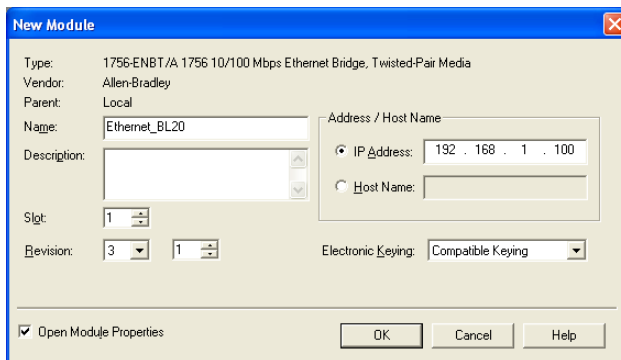 New Module
Type: 1756-ENBT/A 1756 10/100 Mbps Ethernet Bridge, Twisted-Pair Media
Vendor: Allen-Bradley
Parent: Local
Name: Ethernet_BL20
Description:
Slot: 1
Revision: 3 1
Address / Host Name
IP Address: 192 . 168 . 1 . 100
Host Name:
Electronic Keying: Compatible Keying
Open Module Properties
OK Cancel Help